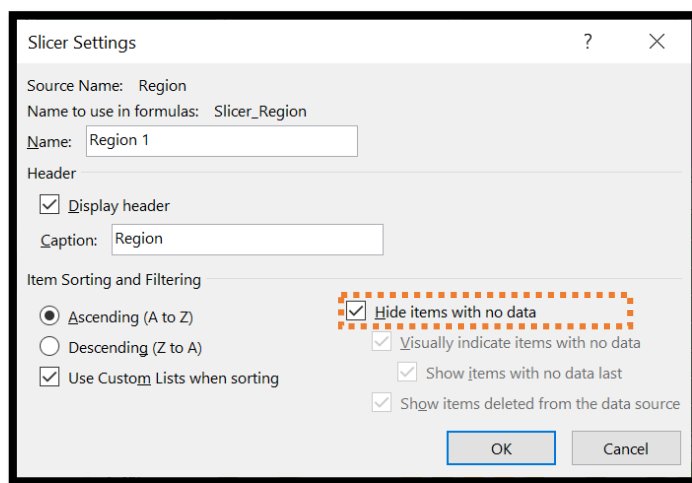 Slicer Settings ?
Source Name: Region
Name to use in formulas: Slicer_Region
Name: Region 1
Header
Display header
Caption: Region
Item Sorting and Filtering
Ascending (A to Z)
Descending (Z to A)
Use Custom Lists when sorting
Hide items with no data
Visually indicate items with no data
Show items with no data last
Show items deleted from the data source
OK Cancel